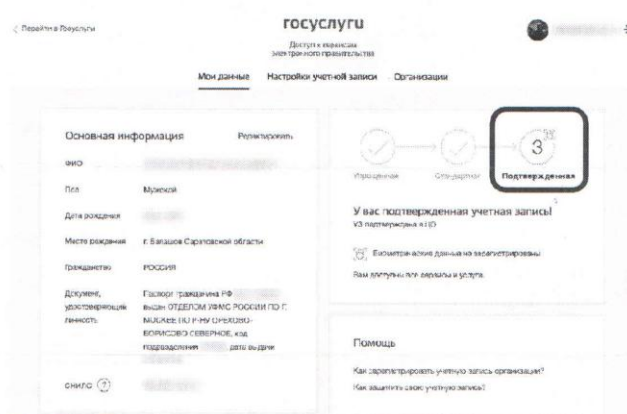 Перейти в Госуслуги
госуслуги
Доступ к сервисам
электронного правительства
Мои данные Настройки учетной записи Организации
Основная информация Редактировать
ФИО
Пол Мужской
Дата рождения
Место рождения г. Балашов Саратовской области
Гражданство РОССИЯ
Документ, удостоверяющий личность
Паспорт гражданина РФ
выдан ОТДЕЛОМ УФМС РОССИИ ПО Г.
МОСКВЕ ПО Р-НУ ОРЕХОВО-
БОРИСОВО СЕВЕРНОЕ, код
подразделения дата выдачи
СНИЛС ?
3
Упрощенная Стандартная Подтвержденная
У вас подтвержденная учетная запись!
УЗ подтверждена в ЦО
Биометрические данные не зарегистрированы
Вам доступны все сервисы и услуги.
Помощь
Как зарегистрировать учетную запись организации?
Как защитить свою учетную запись?